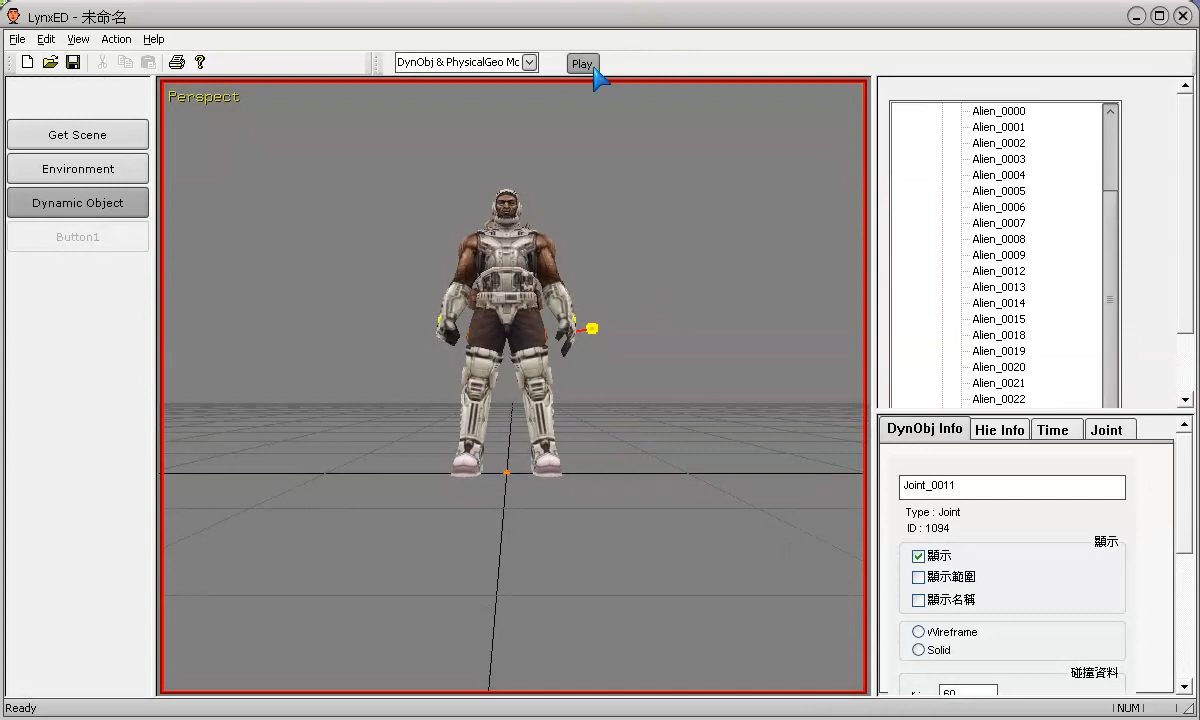 LynxED - 未命名
File Edit View Action Help
DynObj & PhysicalGeo Mc
Play
Perspect
Get Scene
Environment
Dynamic Object
Button1
Alien_0000
Alien_0001
Alien_0002
Alien_0003
Alien_0004
Alien_0005
Alien_0006
Alien_0007
Alien_0008
Alien_0009
Alien_0012
Alien_0013
Alien_0014
Alien_0015
Alien_0018
Alien_0019
Alien_0020
Alien_0021
Alien_0022
DynObj Info Hie Info Time Joint
Joint_0011
Type : Joint
ID : 1094
顯示
顯示
顯示範圍
顯示名稱
Wireframe
Solid
碰撞資料
60
Ready
NUM